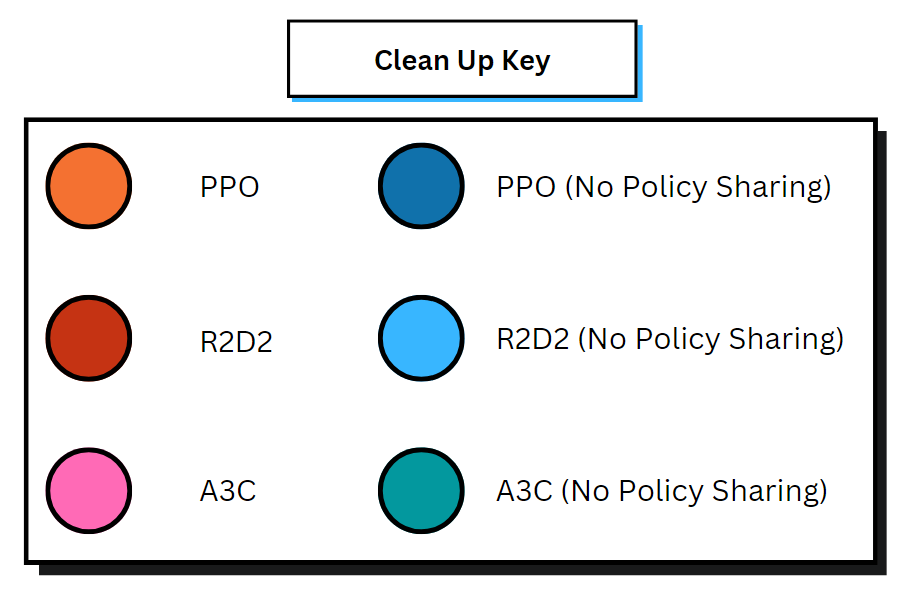 Clean Up Key
PPO
PPO (No Policy Sharing)
R2D2
R2D2 (No Policy Sharing)
A3C
A3C (No Policy Sharing)